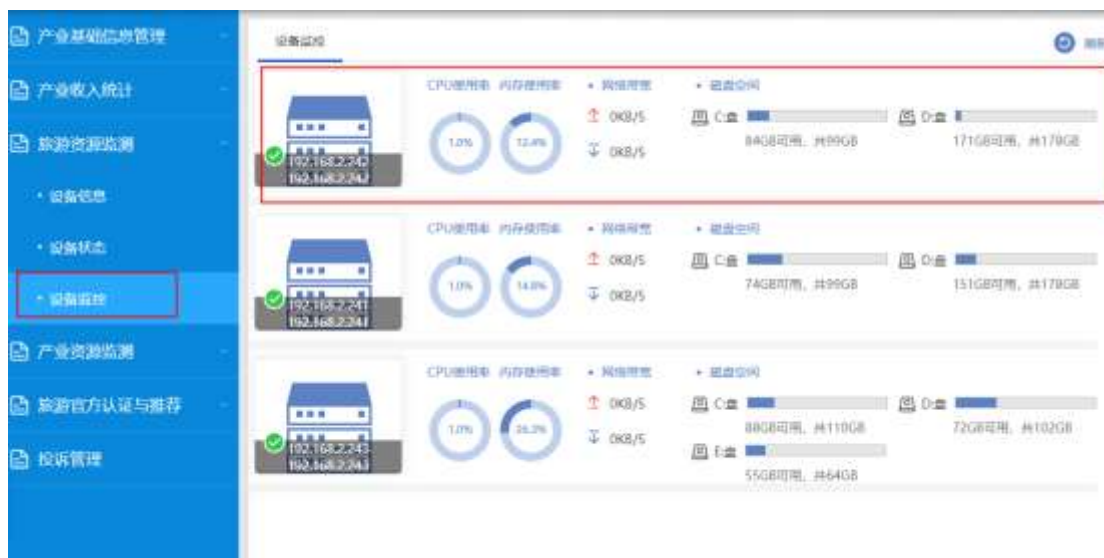 产业基础信息管理
产业收入统计
旅游资源监测
• 设备信息
• 设备状态
• 设备监控
产业资源监测
旅游官方认证与推荐
投诉管理
设备监控
刷新
CPU使用率 内存使用率 • 网络带宽 • 磁盘空间
1.0% 12.4% 0KB/S C:盘 D:盘
0KB/S 84GB可用，共99GB 171GB可用，共178GB
192.168.2.242
192.168.2.242
CPU使用率 内存使用率 • 网络带宽 • 磁盘空间
1.0% 14.8% 0KB/S C:盘 D:盘
0KB/S 74GB可用，共99GB 151GB可用，共178GB
192.168.2.241
192.168.2.241
CPU使用率 内存使用率 • 网络带宽 • 磁盘空间
1.0% 26.3% 0KB/S C:盘 D:盘
0KB/S 88GB可用，共110GB 72GB可用，共102GB
192.168.2.243
192.168.2.243
E:盘
55GB可用，共64GB